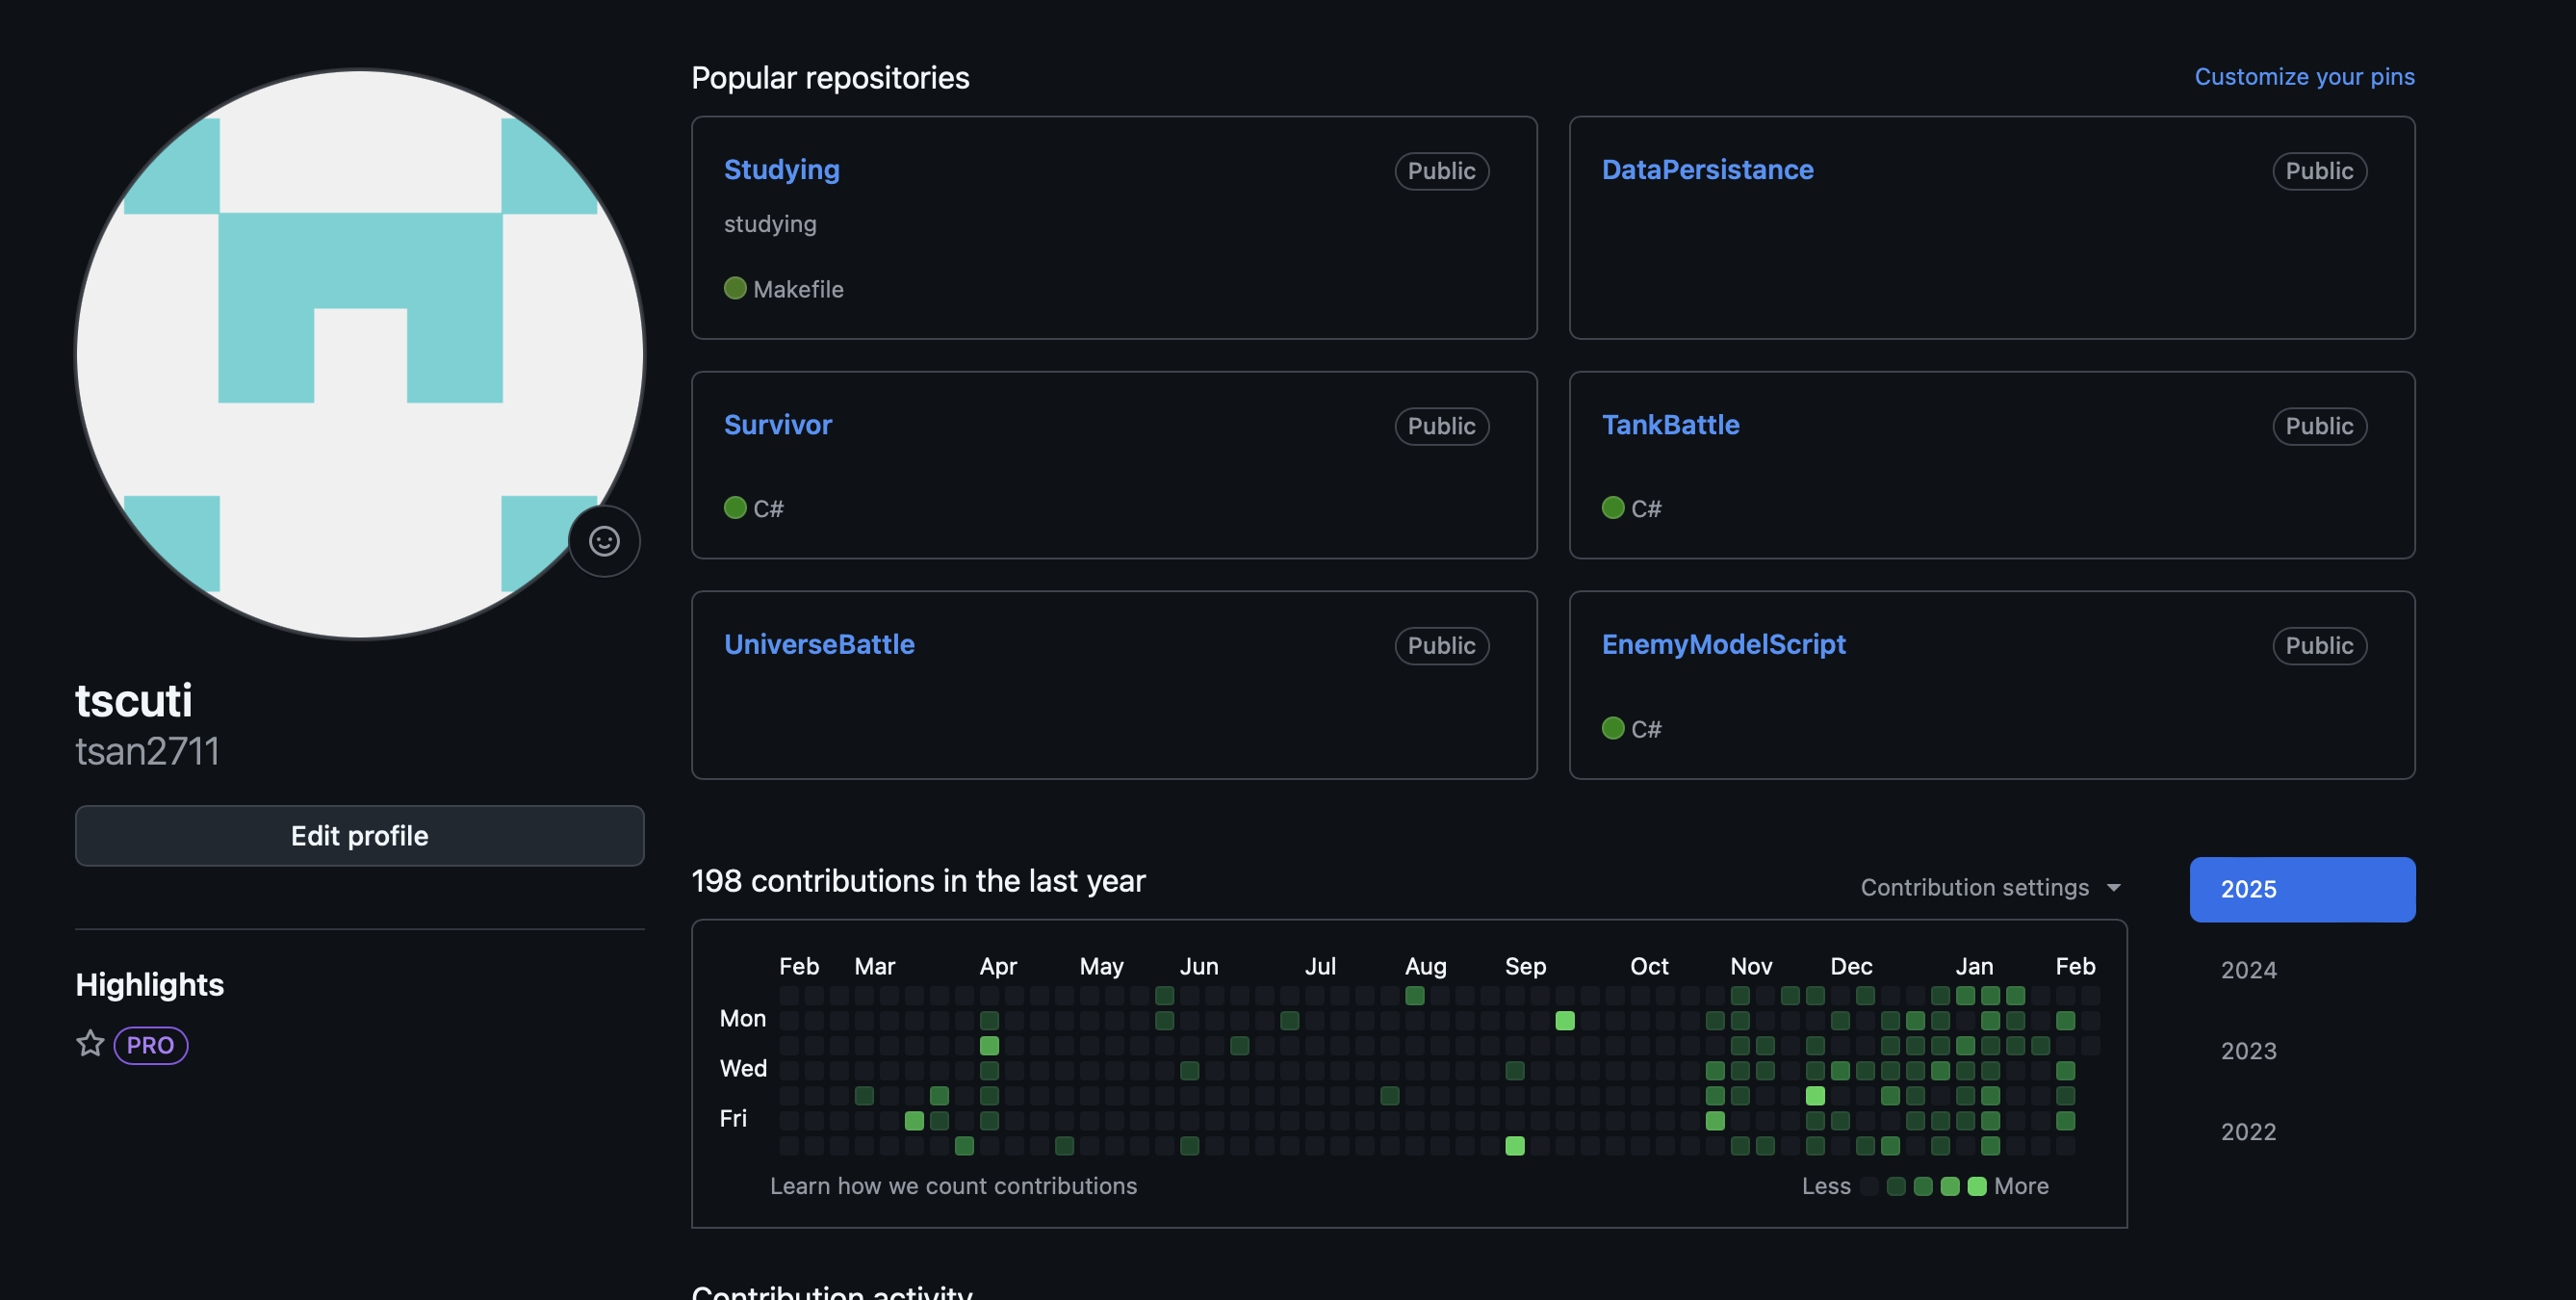 tscuti
tsan2711
Edit profile
Highlights
PRO
Popular repositories
Customize your pins
Studying
Public
studying
Makefile
DataPersistance
Public
Survivor
Public
C#
TankBattle
Public
C#
UniverseBattle
Public
EnemyModelScript
Public
C#
198 contributions in the last year
Contribution settings
Feb Mar Apr May Jun Jul Aug Sep Oct Nov Dec Jan Feb
Mon
Wed
Fri
Learn how we count contributions
Less More
2025
2024
2023
2022
Contribution activity